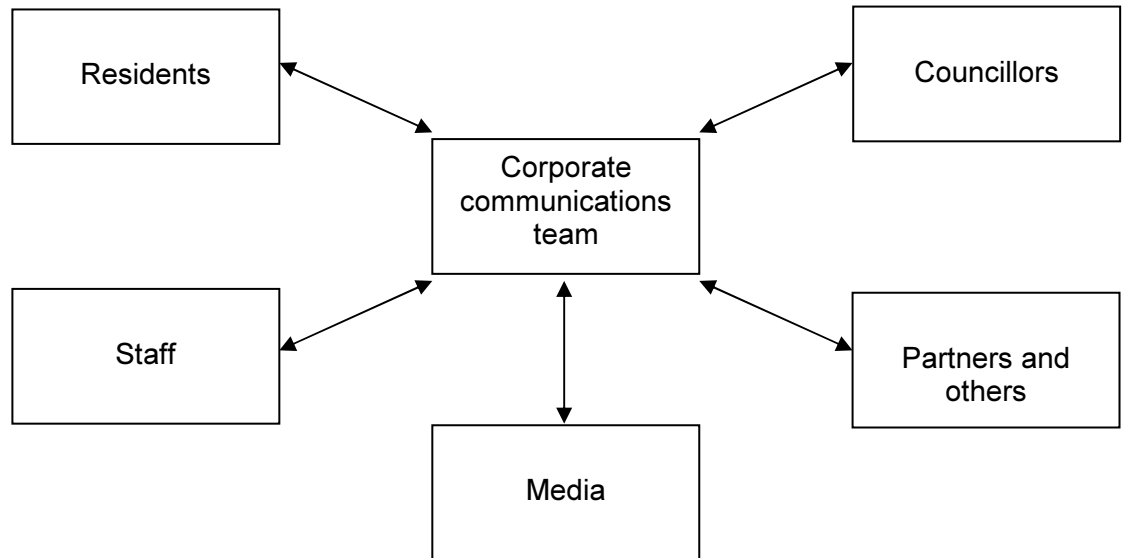 Residents
Councillors
Corporate
communications
team
Staff
Partners and
others
Media